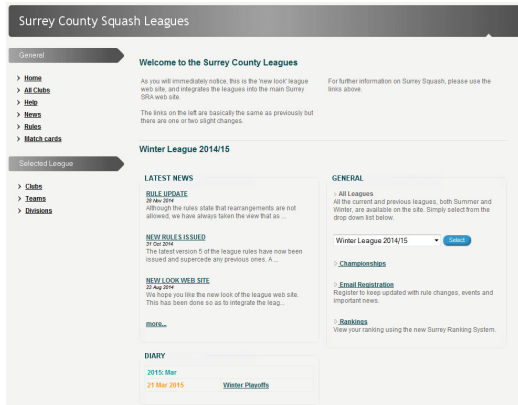 Surrey County Squash Leagues
General
Home
All Clubs
Help
News
Rules
Match cards
Selected League
Clubs
Teams
Divisions
Welcome to the Surrey County Leagues
As you will immediately notice, this is the 'new look' league
web site, and integrates the leagues into the main Surrey
SRA web site.
The links on the left are basically the same as previously but
there are one or two slight changes.
For further information on Surrey Squash, please use the
links above.
Winter League 2014/15
LATEST NEWS
RULE UPDATE
28 Nov 2014
Although the rules state that rearrangements are not
allowed, we have always taken the view that as ...
NEW RULES ISSUED
31 Oct 2014
The latest version 5 of the league rules have now been
issued and supercede any previous ones. A ...
NEW LOOK WEB SITE
23 Aug 2014
We hope you like the new look of the league web site.
This has been done so as to integrate the leag...
more...
GENERAL
All Leagues
All the current and previous leagues, both Summer and
Winter, are available on the site. Simply select from the
drop down list below.
Winter League 2014/15 Select
Championships
Email Registration
Register to keep updated with rule changes, events and
important news.
Rankings
View your ranking using the new Surrey Ranking System.
DIARY
2015: Mar
21 Mar 2015 Winter Playoffs